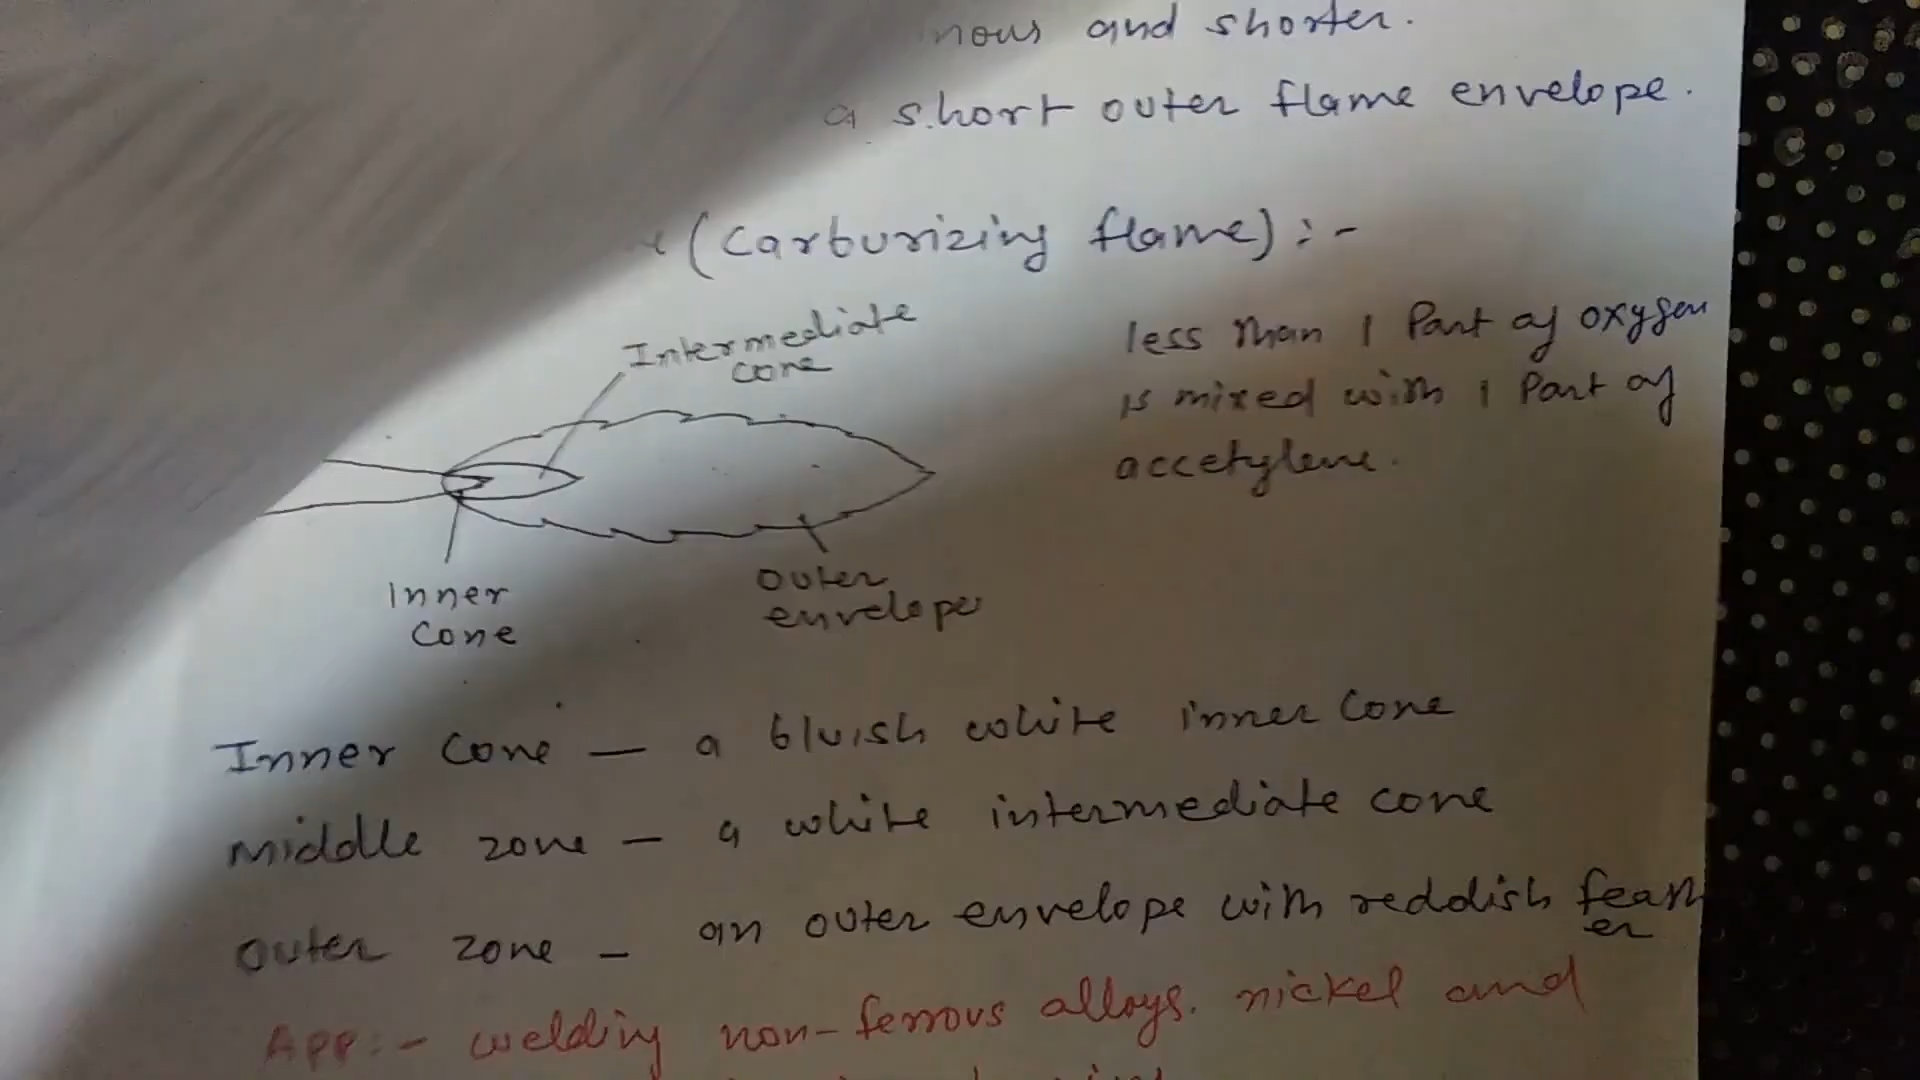 and shorter.
a short outer flame envelope.
(Carburizing flame) :-
Intermediate
cone
less than 1 Part of oxygen
is mixed with 1 Part of
accetylene.
Inner
Cone
Outer
envelope
Inner Cone — a bluish white inner Cone
middle zone — a white intermediate cone
Outer zone — an outer envelope with reddish feath
er
App:- welding non-ferrous alloys. nickel and